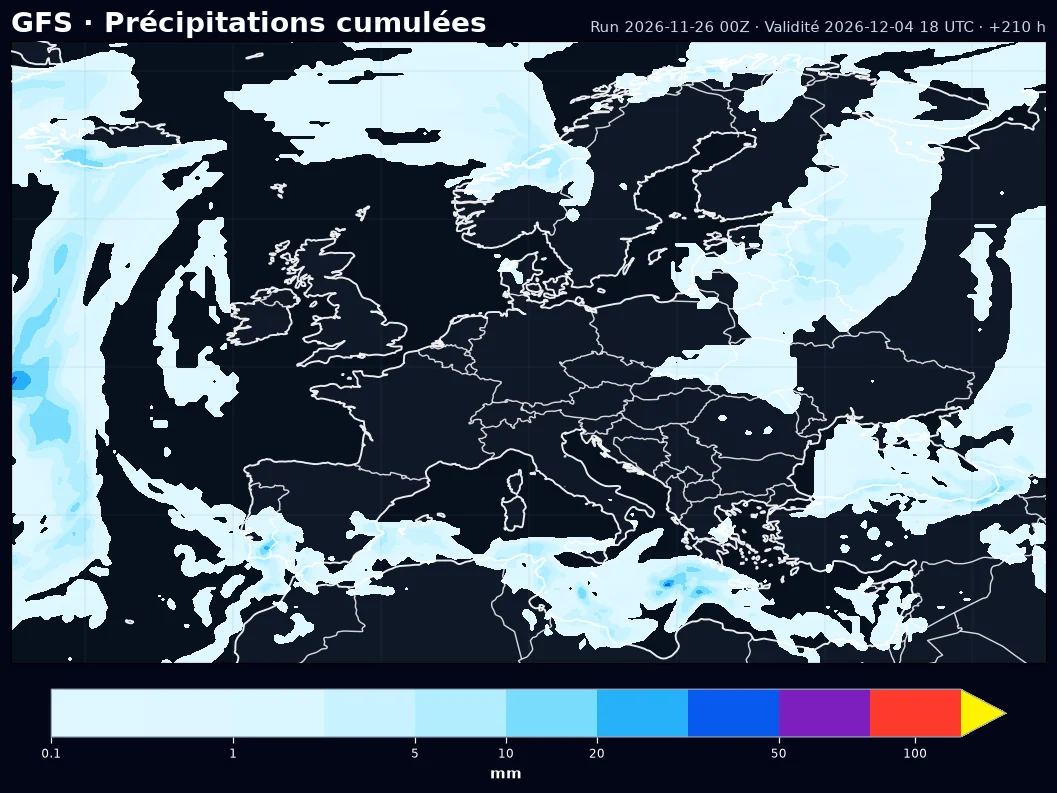 GFS · Précipitations cumulées
Run 2026-11-26 00Z · Validité 2026-12-04 18 UTC · +210 h
0.1 1 5 10 20 50 100
mm